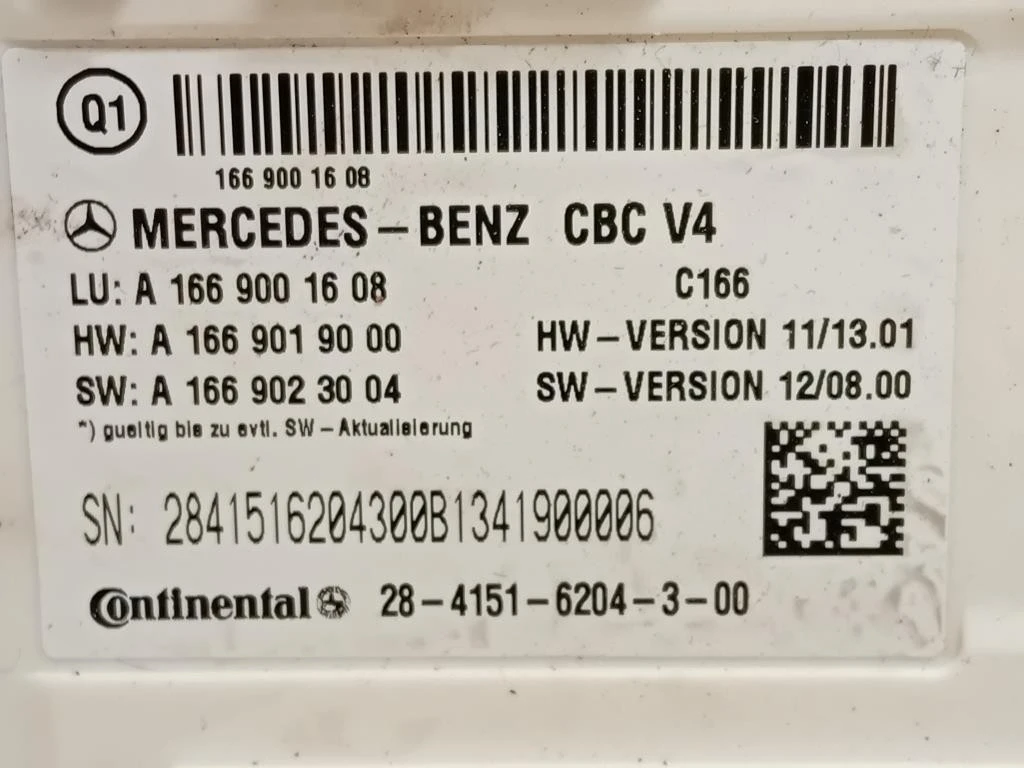 Q1
166 900 16 08
MERCEDES-BENZ CBC V4
LU: A 166 900 16 08 C166
HW: A 166 901 90 00 HW-VERSION 11/13.01
SW: A 166 902 30 04 SW-VERSION 12/08.00
*) gueltig bis zu evtl. SW-Aktualisierung
SN: 2841516204300B1341900006
Continental 28-4151-6204-3-00